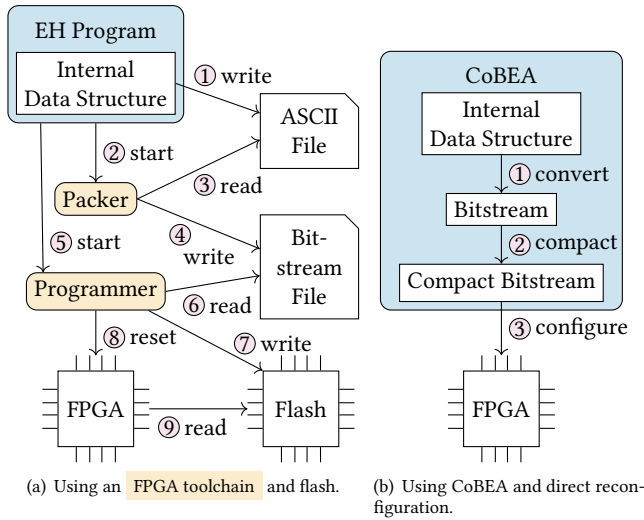 EH Program
Internal
Data Structure
① write
ASCII
File
② start
③ read
Packer
④
write
⑤ start
Bit-
stream
File
Programmer
⑥ read
⑧ reset
⑦ write
FPGA
Flash
⑨ read
(a) Using an FPGA toolchain and flash.
CoBEA
Internal
Data Structure
① convert
Bitstream
② compact
Compact Bitstream
③ configure
FPGA
(b) Using CoBEA and direct recon-
figuration.